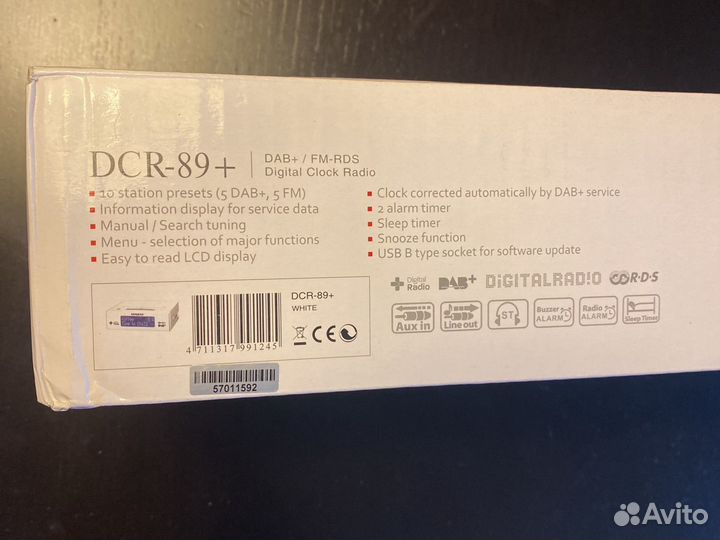 DCR-89+
DAB+ / FM-RDS
Digital Clock Radio
10 station presets (5 DAB+, 5 FM)
Information display for service data
Manual / Search tuning
Menu - selection of major functions
Easy to read LCD display
Clock corrected automatically by DAB+ service
2 alarm timer
Sleep timer
Snooze function
USB B type socket for software update
+ Digital Radio
DAB+
DiGiTALRAD!O
R·D·S
Aux in
Line out
ST
Buzzer ALARM
Radio ALARM
Sleep Timer
DCR-89+
WHITE
CE
4 711317 991245
57011592
Avito